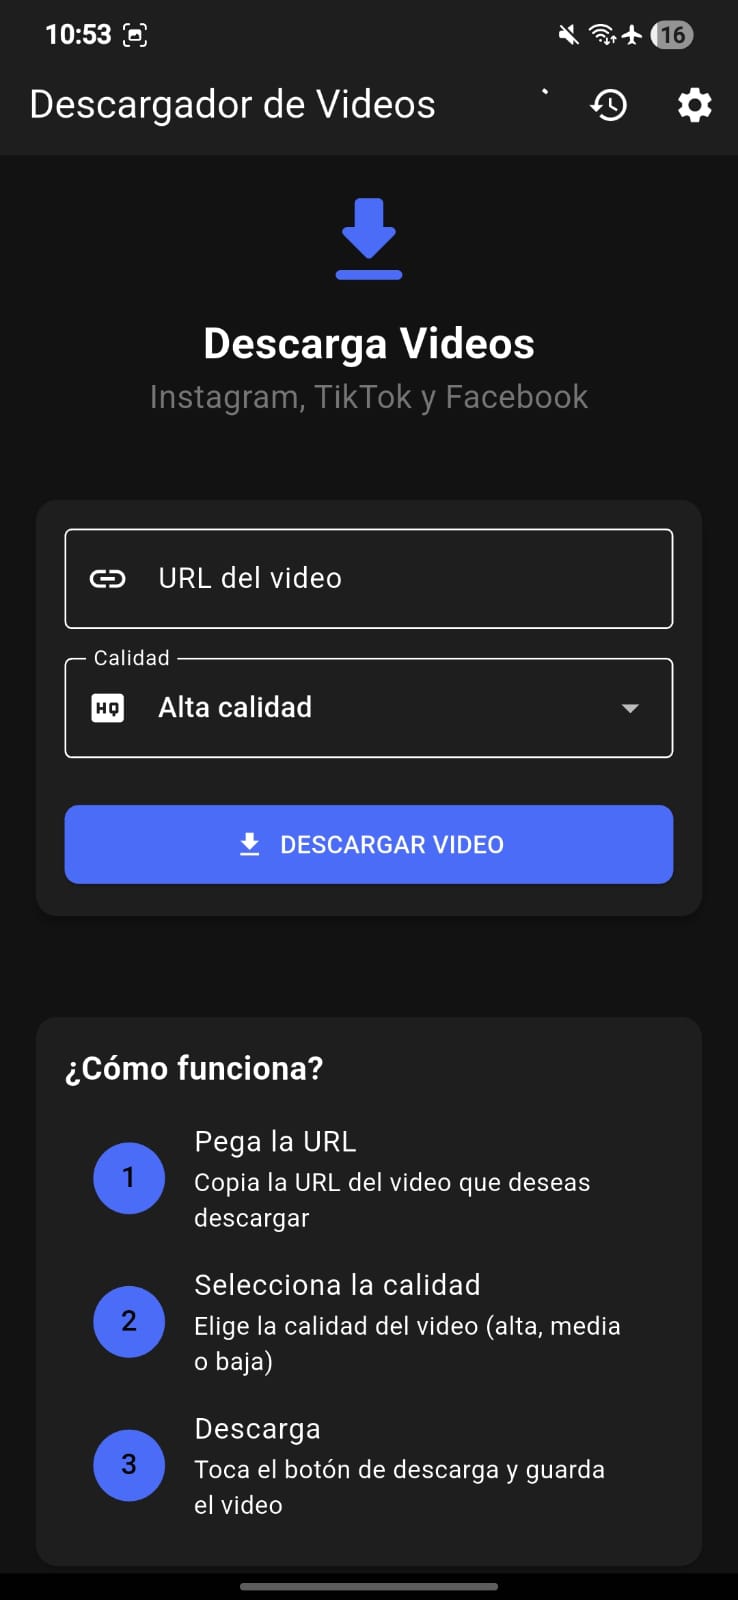 10:53
16
Descargador de Videos
Descarga Videos
Instagram, TikTok y Facebook
URL del video
Calidad
HQ
Alta calidad
DESCARGAR VIDEO
¿Cómo funciona?
1
Pega la URL
Copia la URL del video que deseas
descargar
2
Selecciona la calidad
Elige la calidad del video (alta, media
o baja)
3
Descarga
Toca el botón de descarga y guarda
el video